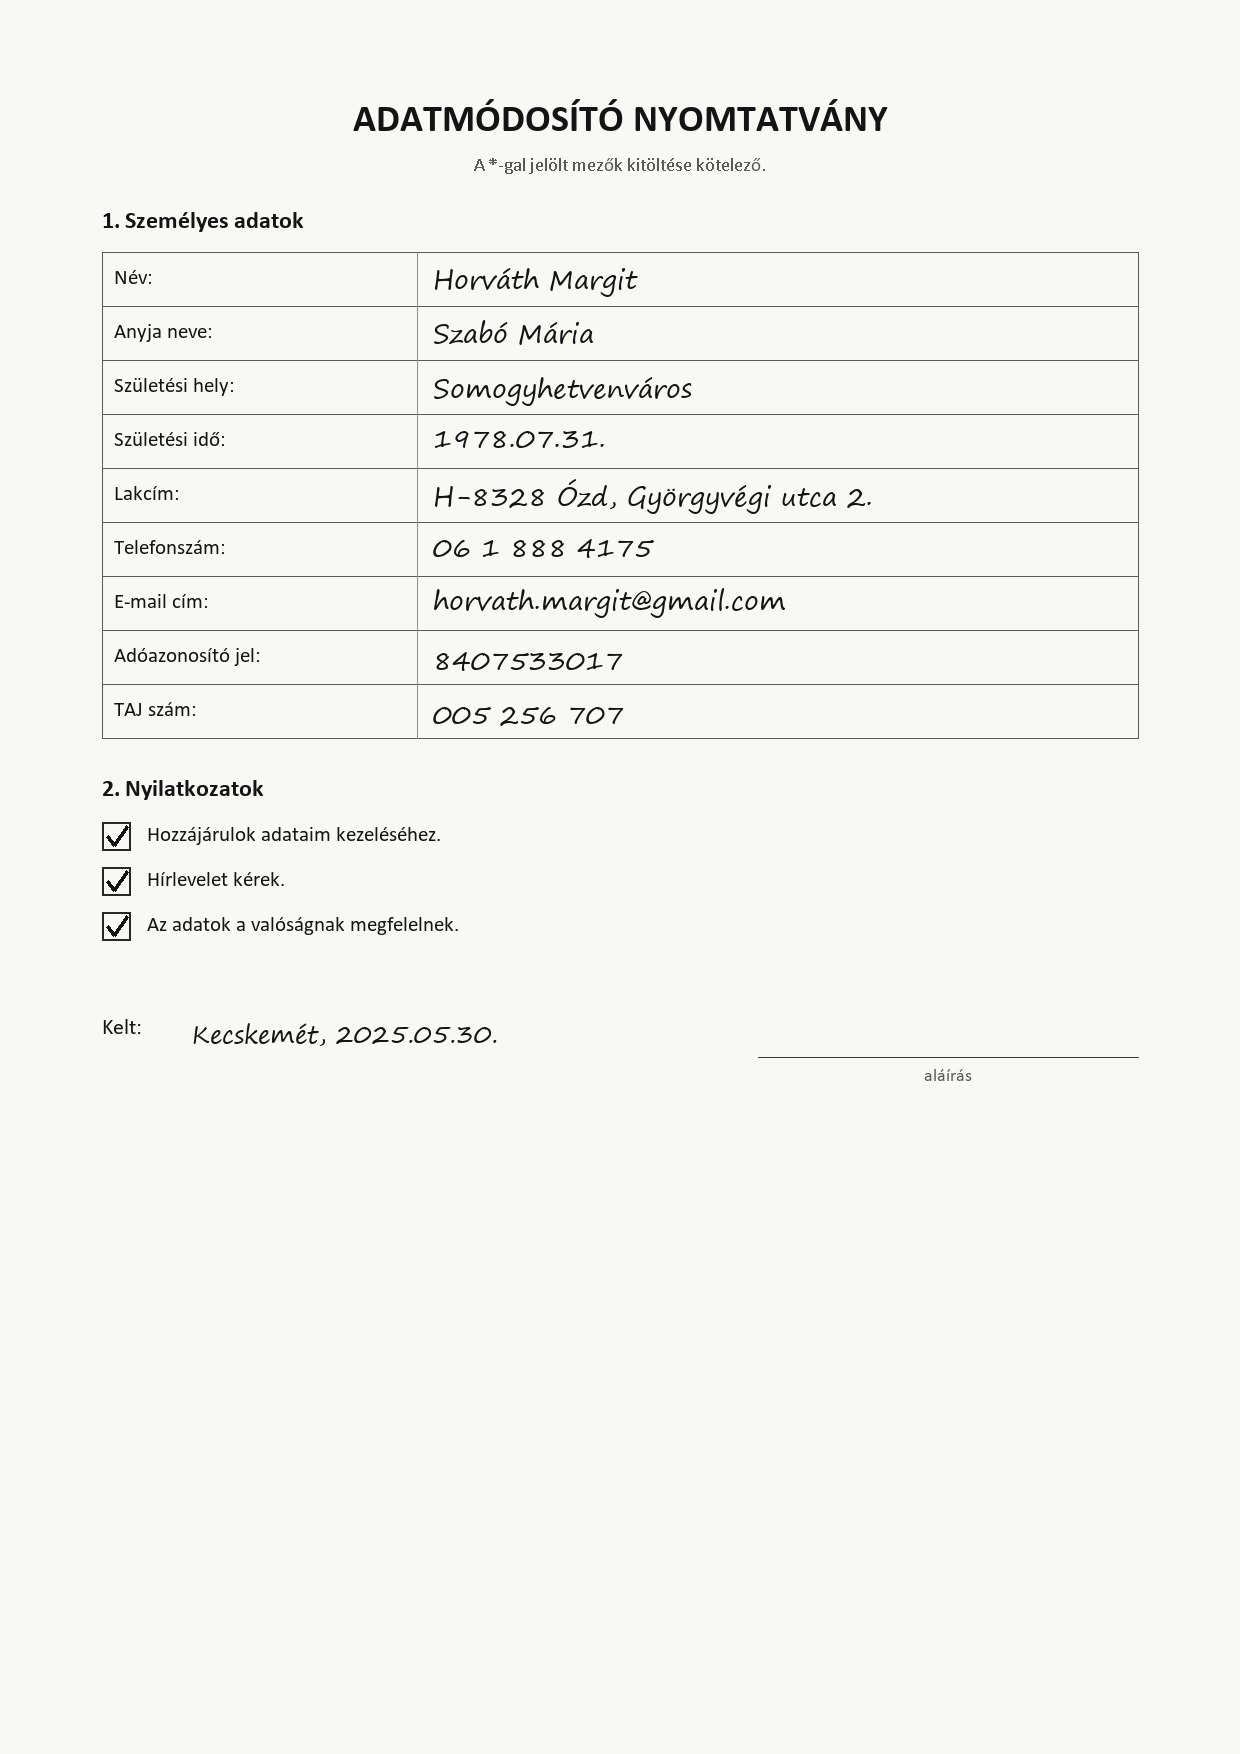 ADATMÓDOSÍTÓ NYOMTATVÁNY
A *-gal jelölt mezők kitöltése kötelező.
1. Személyes adatok
Név: Horváth Margit
Anyja neve: Szabó Mária
Születési hely: Somogyhetvenváros
Születési idő: 1978.07.31.
Lakcím: H-8328 Ózd, Györgyvégi utca 2.
Telefonszám: 06 1 888 4175
E-mail cím: horvath.margit@gmail.com
Adóazonosító jel: 8407533017
TAJ szám: 005 256 707
2. Nyilatkozatok
Hozzájárulok adataim kezeléséhez.
Hírlevelet kérek.
Az adatok a valóságnak megfelelnek.
Kelt: Kecskemét, 2025.05.30.
aláírás